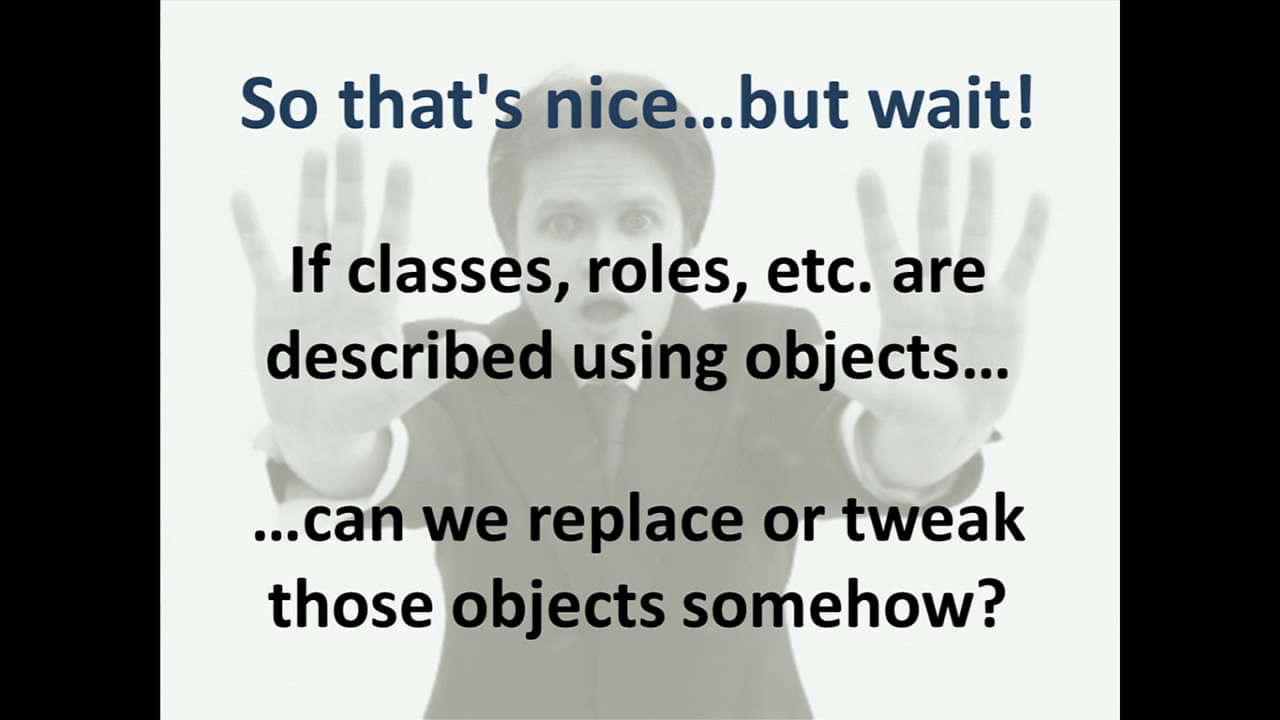 So that's nice...but wait!
If classes, roles, etc. are
described using objects...
...can we replace or tweak
those objects somehow?